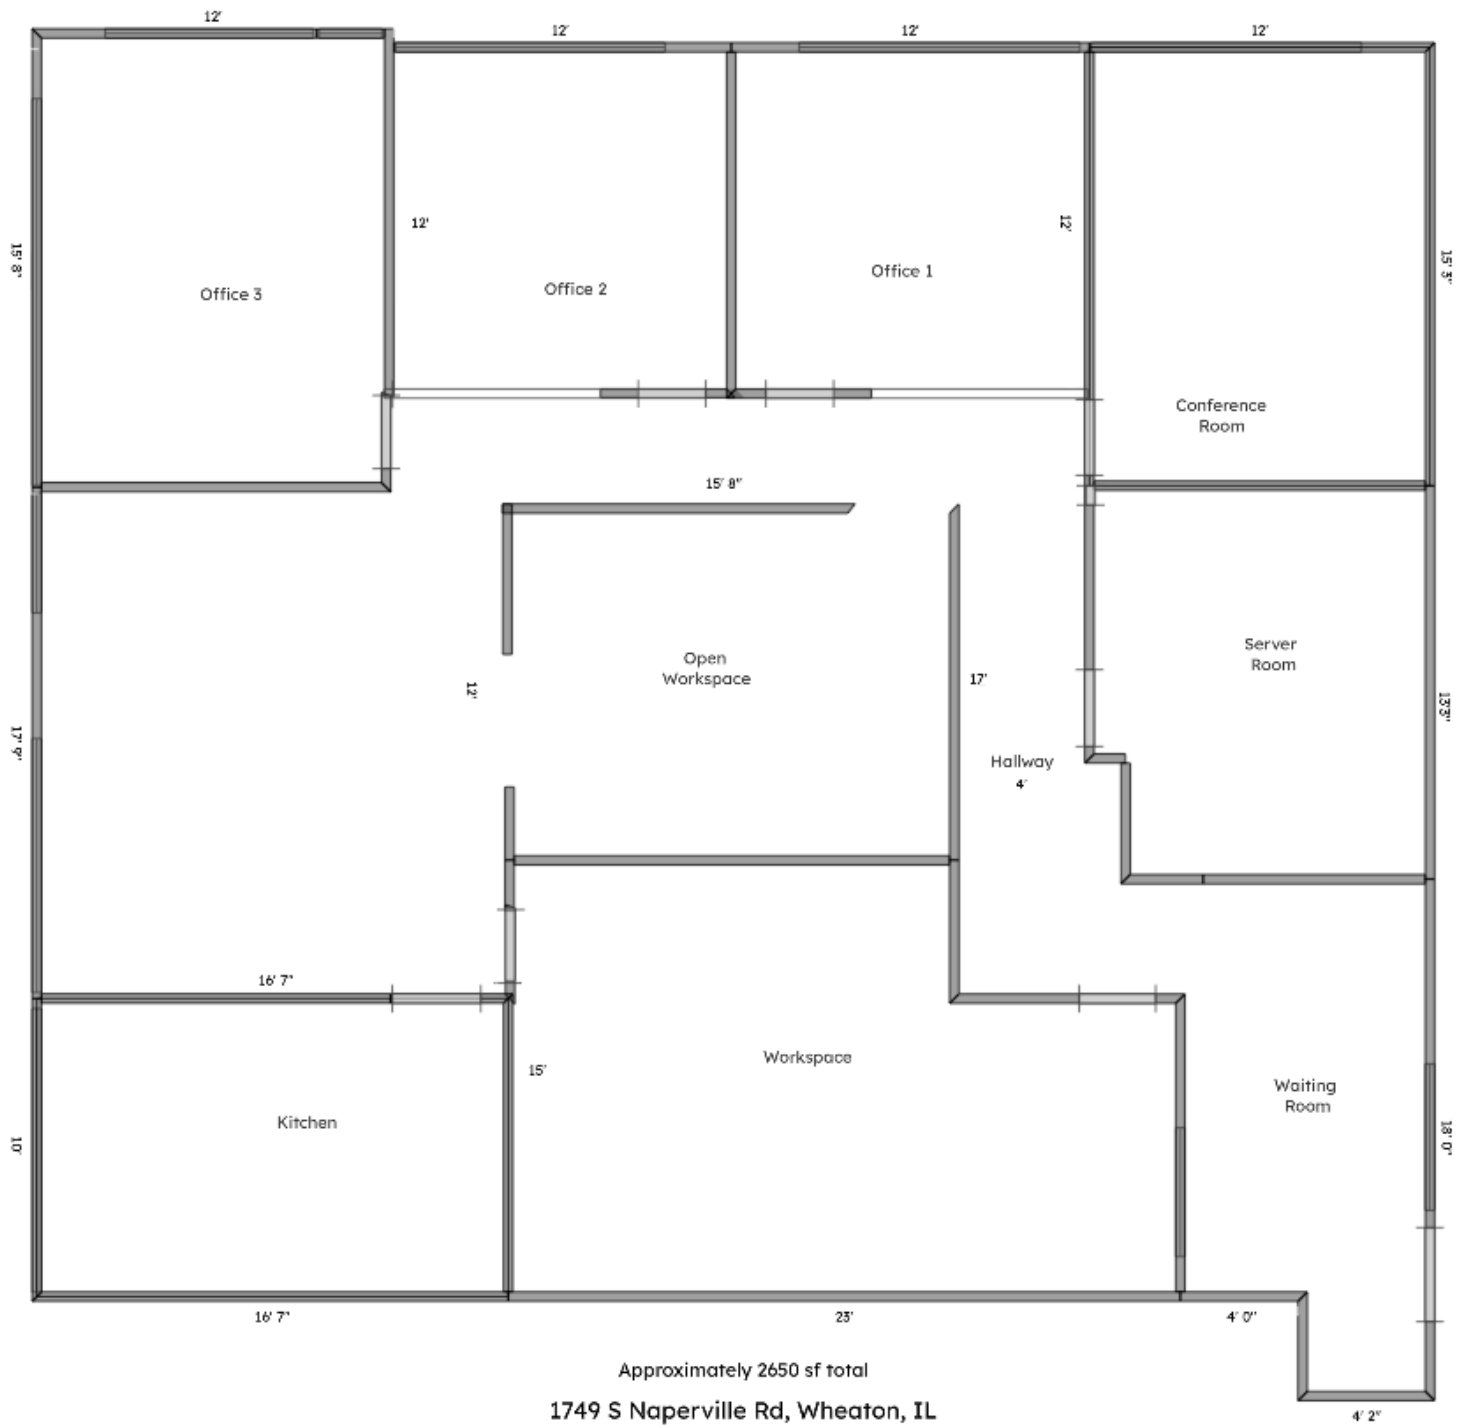 12'
12'
12'
12'
12'
12'
15' 8"
15' 3"
Office 3
Office 2
Office 1
Conference
Room
15' 8"
Open
Workspace
Server
Room
12'
17'
13'3"
17' 9"
Hallway
4'
16' 7"
Workspace
15'
Waiting
Room
Kitchen
10'
18' 0"
16' 7"
23'
4' 0"
Approximately 2650 sf total
1749 S Naperville Rd, Wheaton, IL
4' 2"